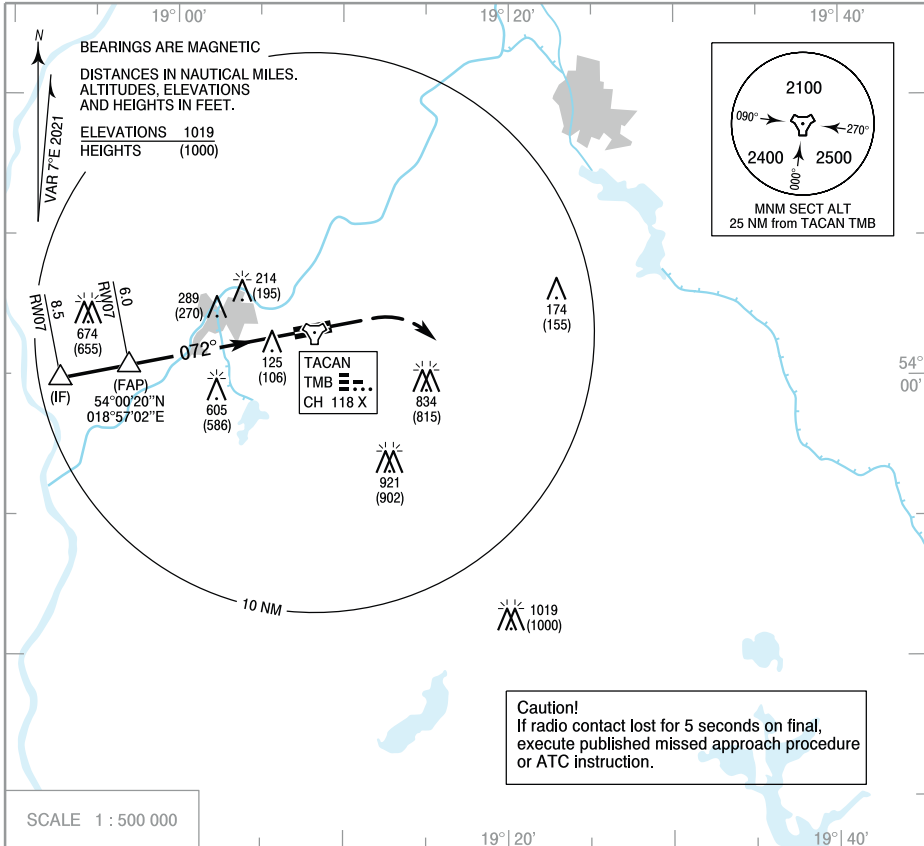 19° 00'
19° 20'
19° 40'
N
VAR 7°E 2021
BEARINGS ARE MAGNETIC
DISTANCES IN NAUTICAL MILES.
ALTITUDES, ELEVATIONS
AND HEIGHTS IN FEET.
ELEVATIONS 1019
HEIGHTS (1000)
2100
090°
270°
2400
2500
000°
MNM SECT ALT
25 NM from TACAN TMB
8.5
RW07
6.0
RW07
674
(655)
289
(270)
214
(195)
174
(155)
072°
125
(106)
(IF)
(FAP)
54°00'20''N
018°57'02''E
605
(586)
TACAN
TMB
CH 118 X
834
(815)
54°
00'
921
(902)
10 NM
1019
(1000)
Caution!
If radio contact lost for 5 seconds on final,
execute published missed approach procedure
or ATC instruction.
SCALE 1 : 500 000
19° 20'
19° 40'